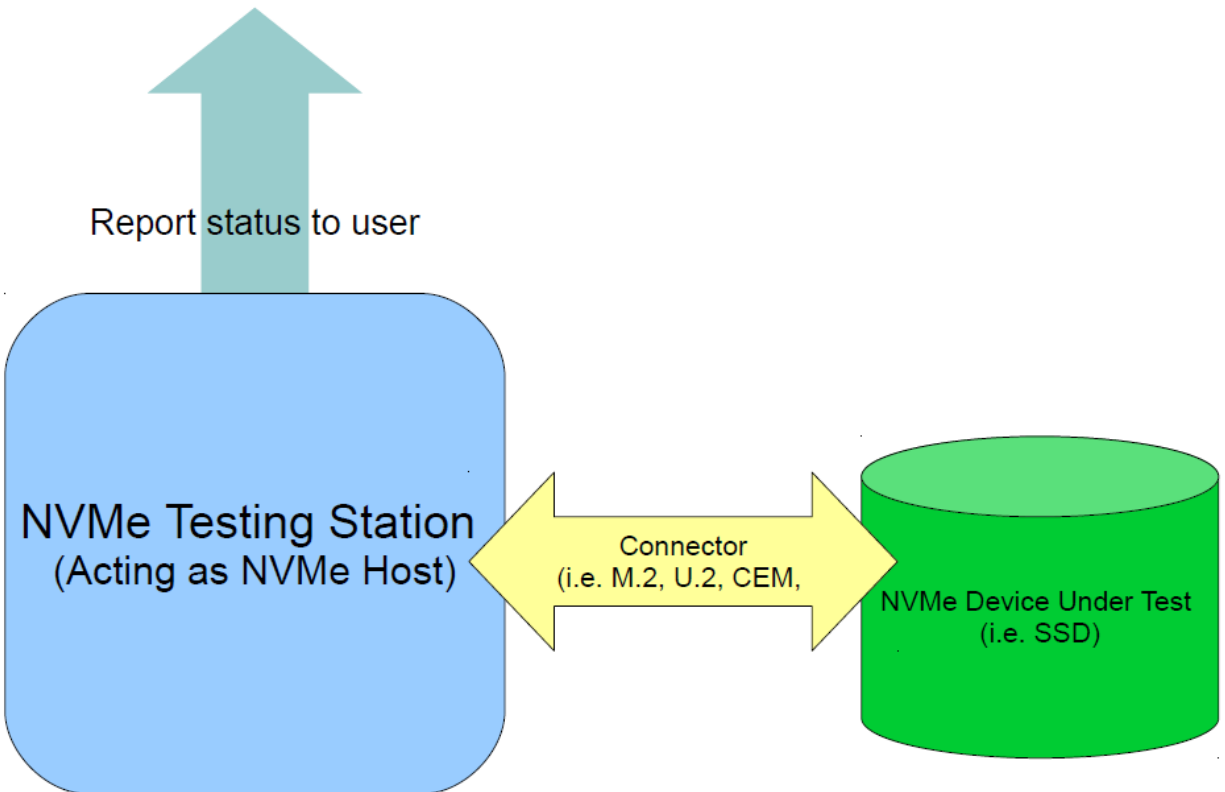 Report status to user
NVMe Testing Station
(Acting as NVMe Host)
Connector
(i.e. M.2, U.2, CEM,
NVMe Device Under Test
(i.e. SSD)